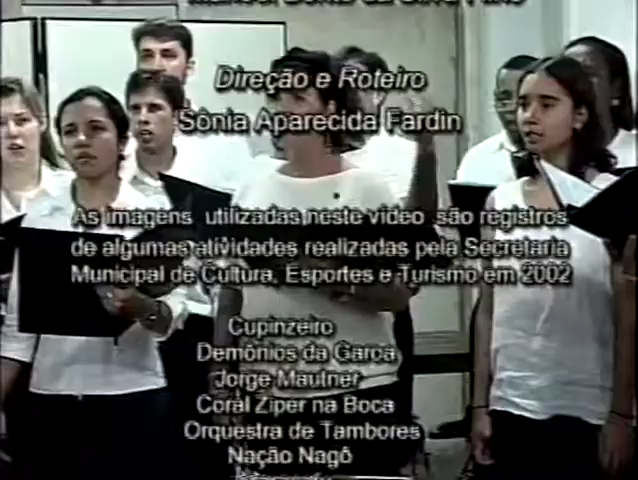 Direção e Roteiro
Sônia Aparecida Fardin
As imagens utilizadas neste vídeo são registros
de algumas atividades realizadas pela Secretaria
Municipal de Cultura, Esportes e Turismo em 2002
Cupinzeiro
Demônios da Garoa
Jorge Mautner
Coral Ziper na Boca
Orquestra de Tambores
Nação Nagô